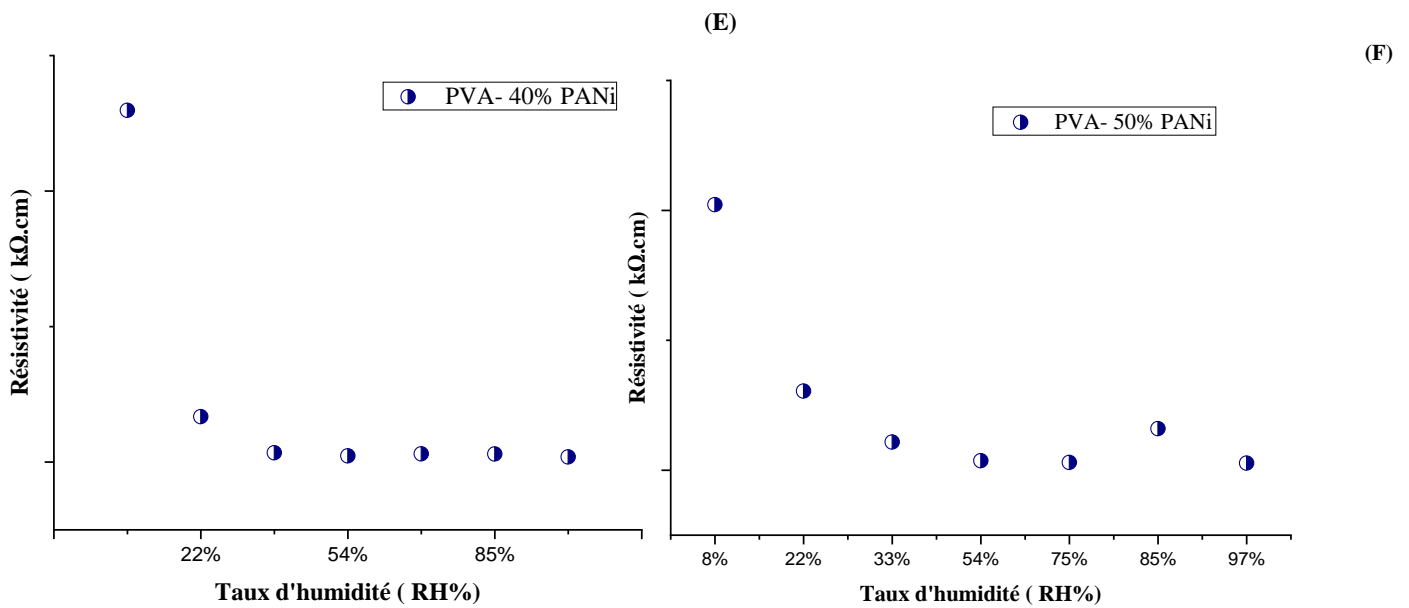 (E)
(F)
PVA- 40% PANi
Résistivité ( kΩ.cm)
22% 54% 85%
Taux d'humidité ( RH%)
PVA- 50% PANi
Résistivité ( kΩ.cm)
8% 22% 33% 54% 75% 85% 97%
Taux d'humidité ( RH%)